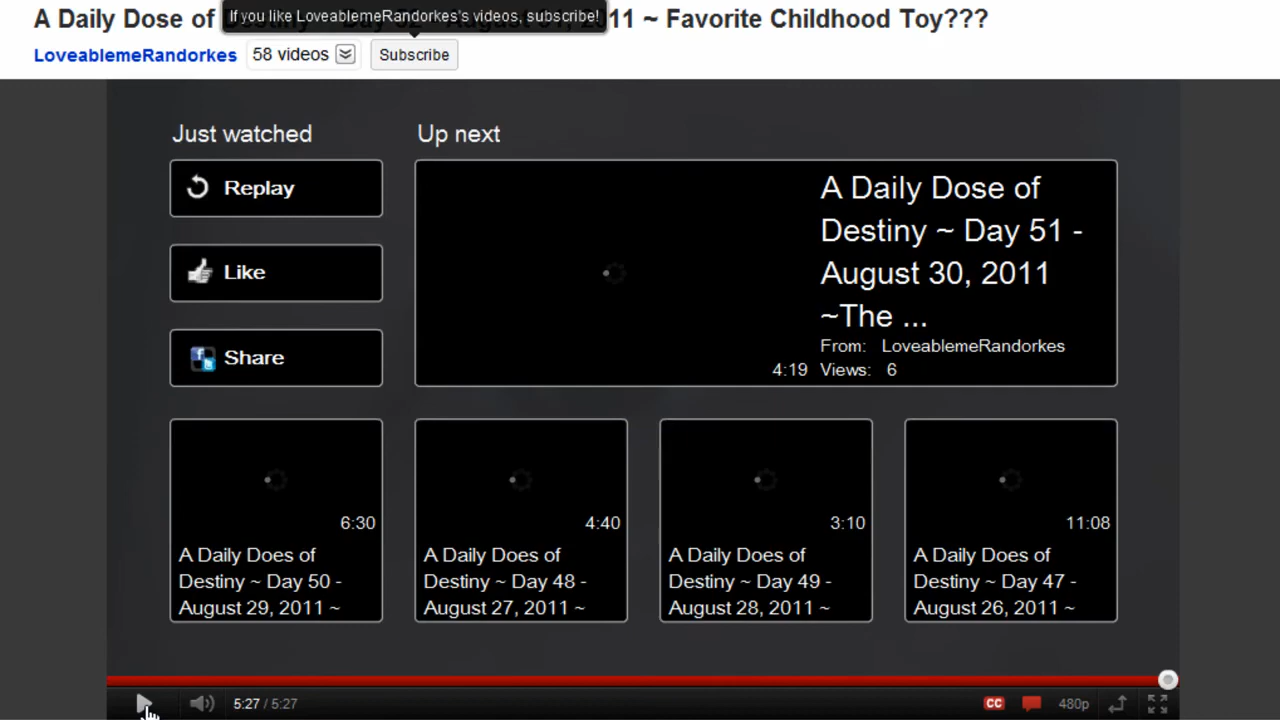 A Daily Dose of 11 ~ Favorite Childhood Toy???
If you like LoveablemeRandorkes's videos, subscribe!
LoveablemeRandorkes 58 videos Subscribe
Just watched
Up next
Replay
Like
Share
A Daily Dose of
Destiny ~ Day 51 -
August 30, 2011
~The ...
From: LoveablemeRandorkes
4:19 Views: 6
6:30
A Daily Does of
Destiny ~ Day 50 -
August 29, 2011 ~
4:40
A Daily Does of
Destiny ~ Day 48 -
August 27, 2011 ~
3:10
A Daily Does of
Destiny ~ Day 49 -
August 28, 2011 ~
11:08
A Daily Does of
Destiny ~ Day 47 -
August 26, 2011 ~
5:27 / 5:27
CC
480p